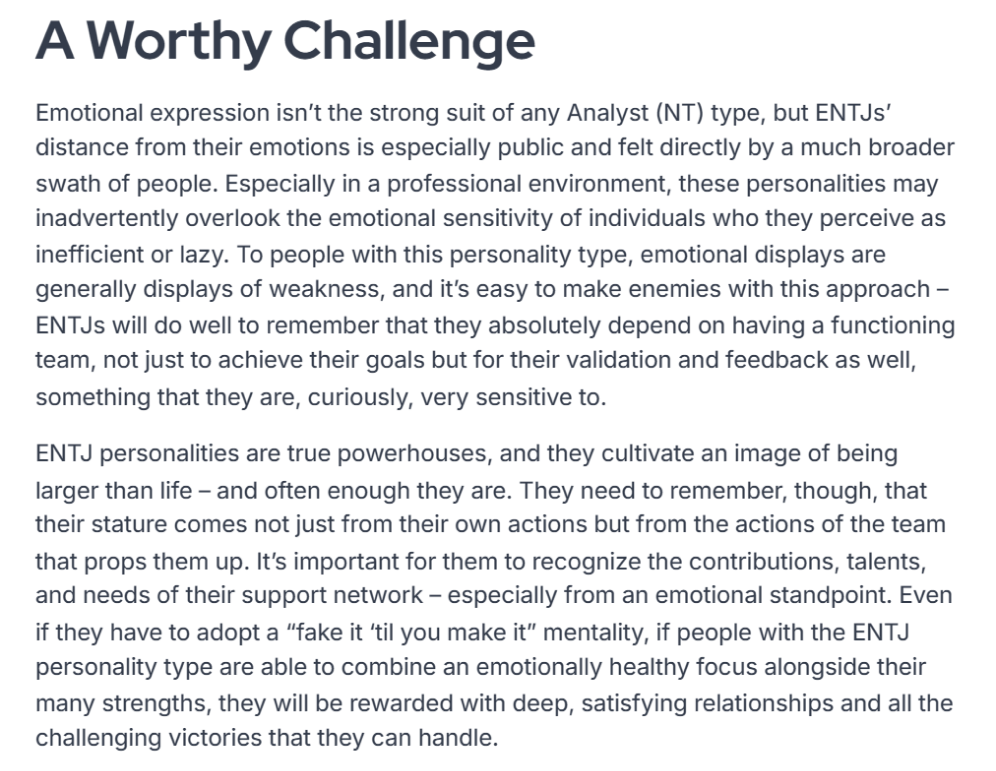 A Worthy Challenge
Emotional expression isn’t the strong suit of any Analyst (NT) type, but ENTJs’
distance from their emotions is especially public and felt directly by a much broader
swath of people. Especially in a professional environment, these personalities may
inadvertently overlook the emotional sensitivity of individuals who they perceive as
inefficient or lazy. To people with this personality type, emotional displays are
generally displays of weakness, and it’s easy to make enemies with this approach –
ENTJs will do well to remember that they absolutely depend on having a functioning
team, not just to achieve their goals but for their validation and feedback as well,
something that they are, curiously, very sensitive to.
ENTJ personalities are true powerhouses, and they cultivate an image of being
larger than life – and often enough they are. They need to remember, though, that
their stature comes not just from their own actions but from the actions of the team
that props them up. It’s important for them to recognize the contributions, talents,
and needs of their support network – especially from an emotional standpoint. Even
if they have to adopt a “fake it ‘til you make it” mentality, if people with the ENTJ
personality type are able to combine an emotionally healthy focus alongside their
many strengths, they will be rewarded with deep, satisfying relationships and all the
challenging victories that they can handle.